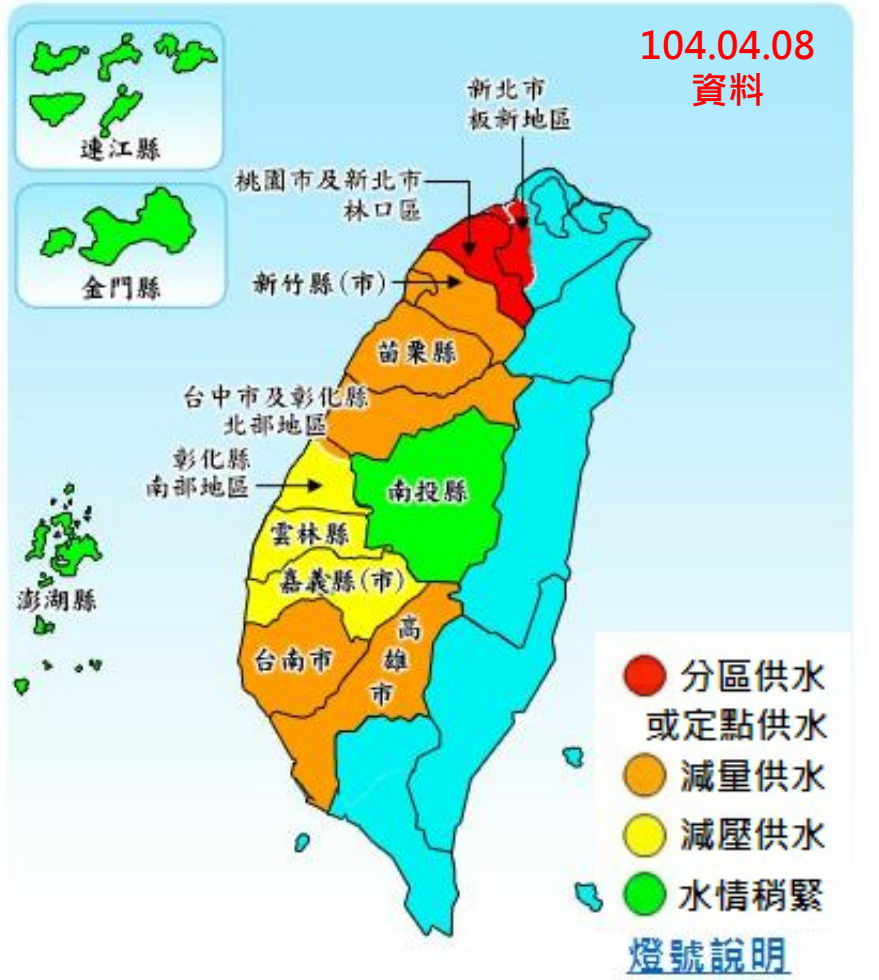 104.04.08
資料
新北市
板新地區
連江縣
桃園市及新北市
林口區
金門縣
新竹縣(市)
苗栗縣
台中市及彰化縣
北部地區
彰化縣
南部地區
南投縣
雲林縣
嘉義縣(市)
澎湖縣
台南市
高
雄
市
分區供水
或定點供水
減量供水
減壓供水
水情稍緊
燈號說明